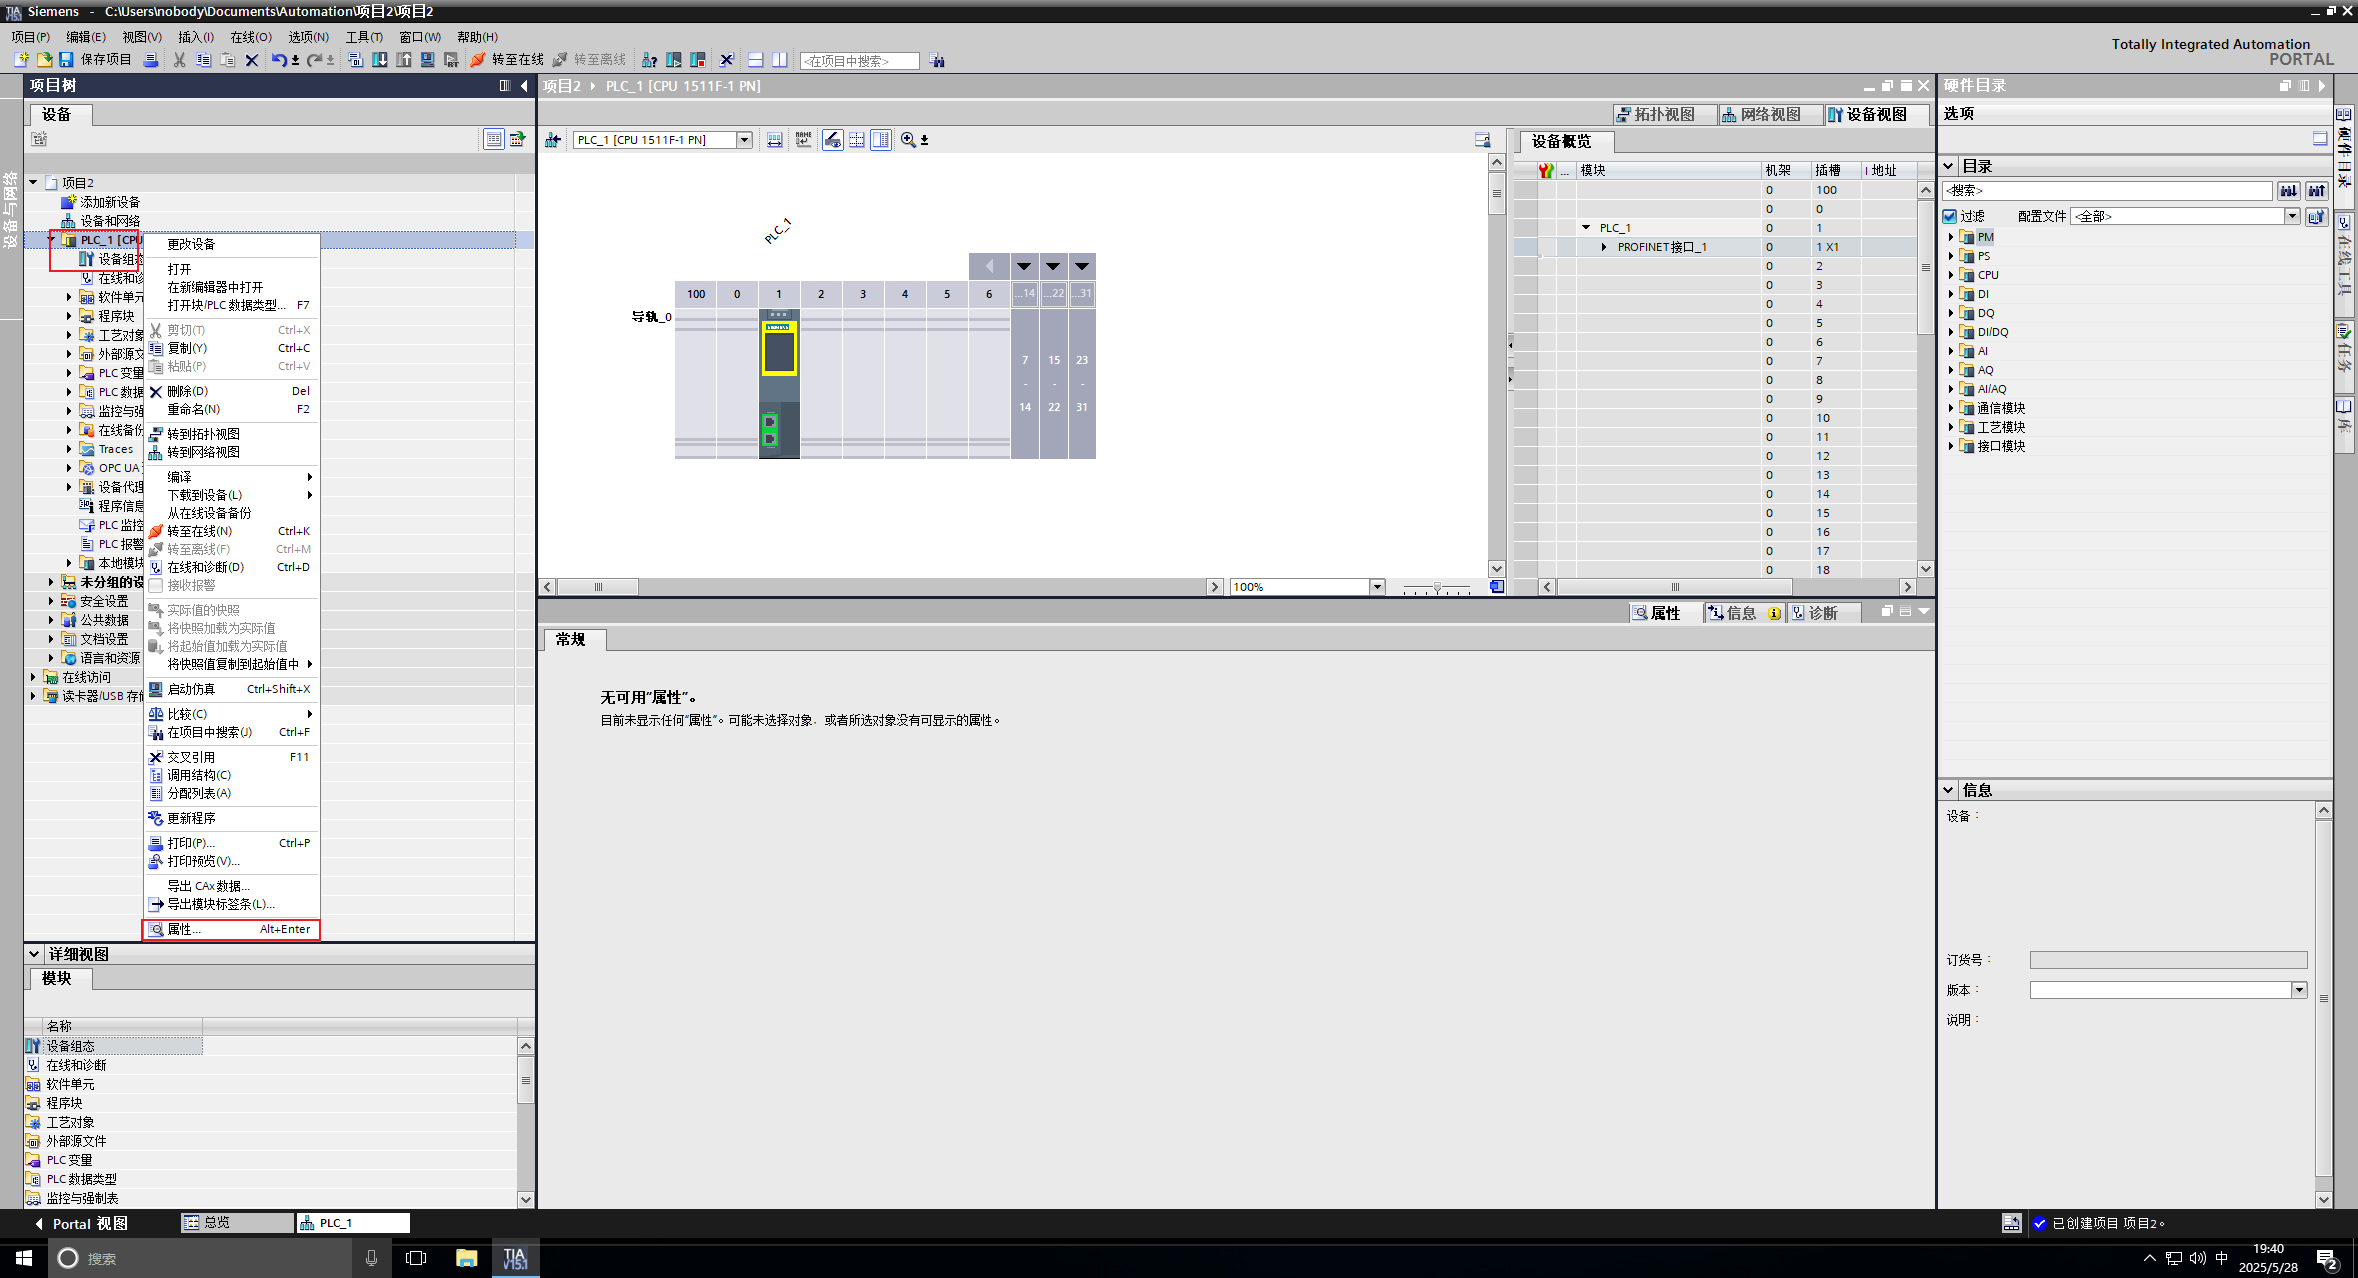 Siemens - C:\Users\nobody\Documents\Automation\项目2\项目2
项目(P) 编辑(E) 视图(V) 插入(I) 在线(O) 选项(N) 工具(T) 窗口(W) 帮助(H)
保存项目 转至在线 转至离线 <在项目中搜索>
Totally Integrated Automation
PORTAL
项目树
设备
设备与网络
项目2
添加新设备
设备和网络
PLC_1 [CPU
设备组态
在线和诊
软件单元
程序块
工艺对象
外部源文
PLC 变量
PLC 数据
监控与强
在线备份
Traces
OPC UA
设备代理
程序信息
PLC 监控
PLC 报警
本地模块
未分组的设
安全设置
公共数据
文档设置
语言和资源
在线访问
读卡器/USB 存储
更改设备
打开
在新编辑器中打开
打开块/PLC 数据类型... F7
剪切(T) Ctrl+X
复制(Y) Ctrl+C
粘贴(P) Ctrl+V
删除(D) Del
重命名(N) F2
转到拓扑视图
转到网络视图
编译
下载到设备(L)
从在线设备备份
转至在线(N) Ctrl+K
转至离线(F) Ctrl+M
在线和诊断(D) Ctrl+D
接收报警
实际值的快照
将快照加载为实际值
将起始值加载为实际值
将快照值复制到起始值中
启动仿真 Ctrl+Shift+X
比较(C)
在项目中搜索(J) Ctrl+F
交叉引用 F11
调用结构(C)
分配列表(A)
更新程序
打印(P)... Ctrl+P
打印预览(V)...
导出 CAx 数据...
导出模块标签条(L)...
属性... Alt+Enter
详细视图
模块
名称
设备组态
在线和诊断
软件单元
程序块
工艺对象
外部源文件
PLC 变量
PLC 数据类型
监控与强制表
项目2 PLC_1 [CPU 1511F-1 PN]
拓扑视图 网络视图 设备视图
PLC_1 [CPU 1511F-1 PN]
PLC_1
100 0 1 2 3 4 5 6 ...14 ...22 ...31
导轨_0
SIEMENS
7 15 23
- - -
14 22 31
100%
设备概览
... 模块 机架 插槽 I 地址
0 100
0 0
PLC_1 0 1
PROFINET接口_1 0 1 X1
0 2
0 3
0 4
0 5
0 6
0 7
0 8
0 9
0 10
0 11
0 12
0 13
0 14
0 15
0 16
0 17
0 18
属性 信息 诊断
常规
无可用“属性”。
目前未显示任何“属性”。可能未选择对象，或者所选对象没有可显示的属性。
硬件目录
选项
目录
<搜索>
过滤 配置文件 <全部>
PM
PS
CPU
DI
DQ
DI/DQ
AI
AQ
AI/AQ
通信模块
工艺模块
接口模块
信息
设备：
订货号：
版本：
说明：
硬件目录
在线工具
任务
库
Portal 视图 总览 PLC_1 已创建项目 项目2。
搜索 TIA V15.1 中 19:40
2025/5/28 2